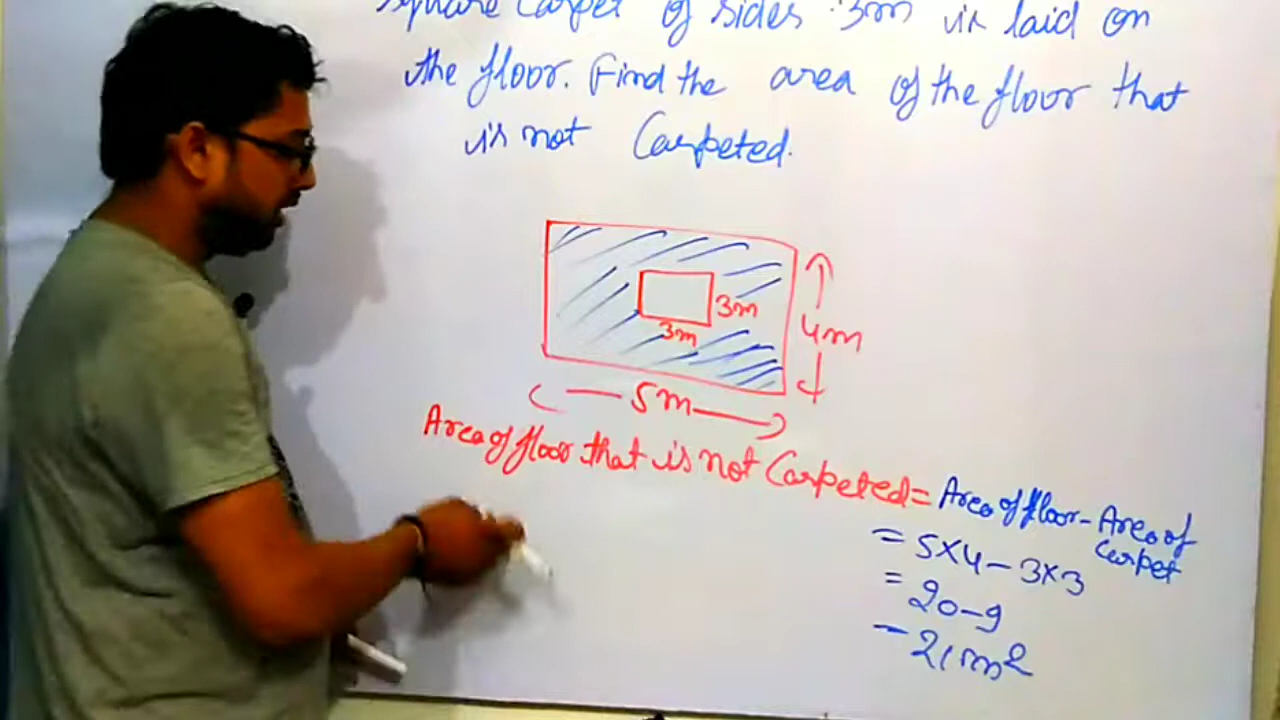 square carpet of sides 3m is laid on
the floor. Find the area of the floor that
is not Carpeted.
3m
3m
4m
5m
Area of floor that is not Carpeted = Area of floor - Area of carpet
= 5×4 - 3×3
= 20-9
- 21m²